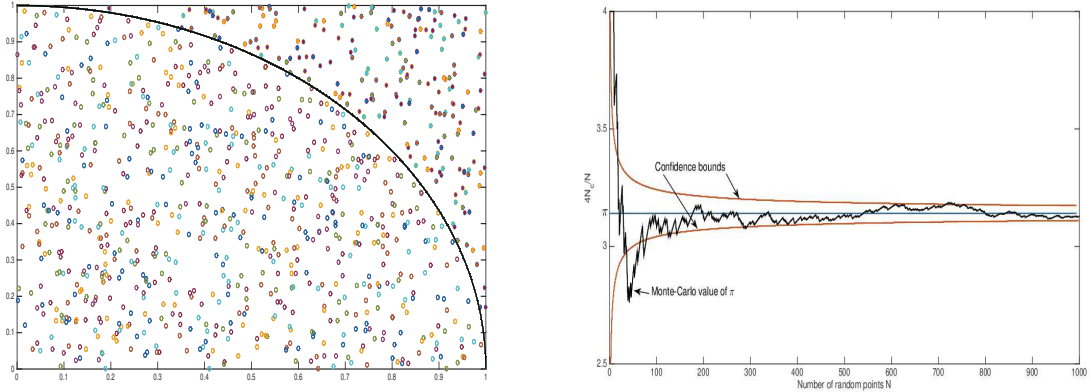 1
0.9
0.8
0.7
0.6
0.5
0.4
0.3
0.2
0.1
0
0 0.1 0.2 0.3 0.4 0.5 0.6 0.7 0.8 0.9 1
4
3.5
π
3
2.5
4Nc/N
Confidence bounds
Monte-Carlo value of π
0 100 200 300 400 500 600 700 800 900 1000
Number of random points N